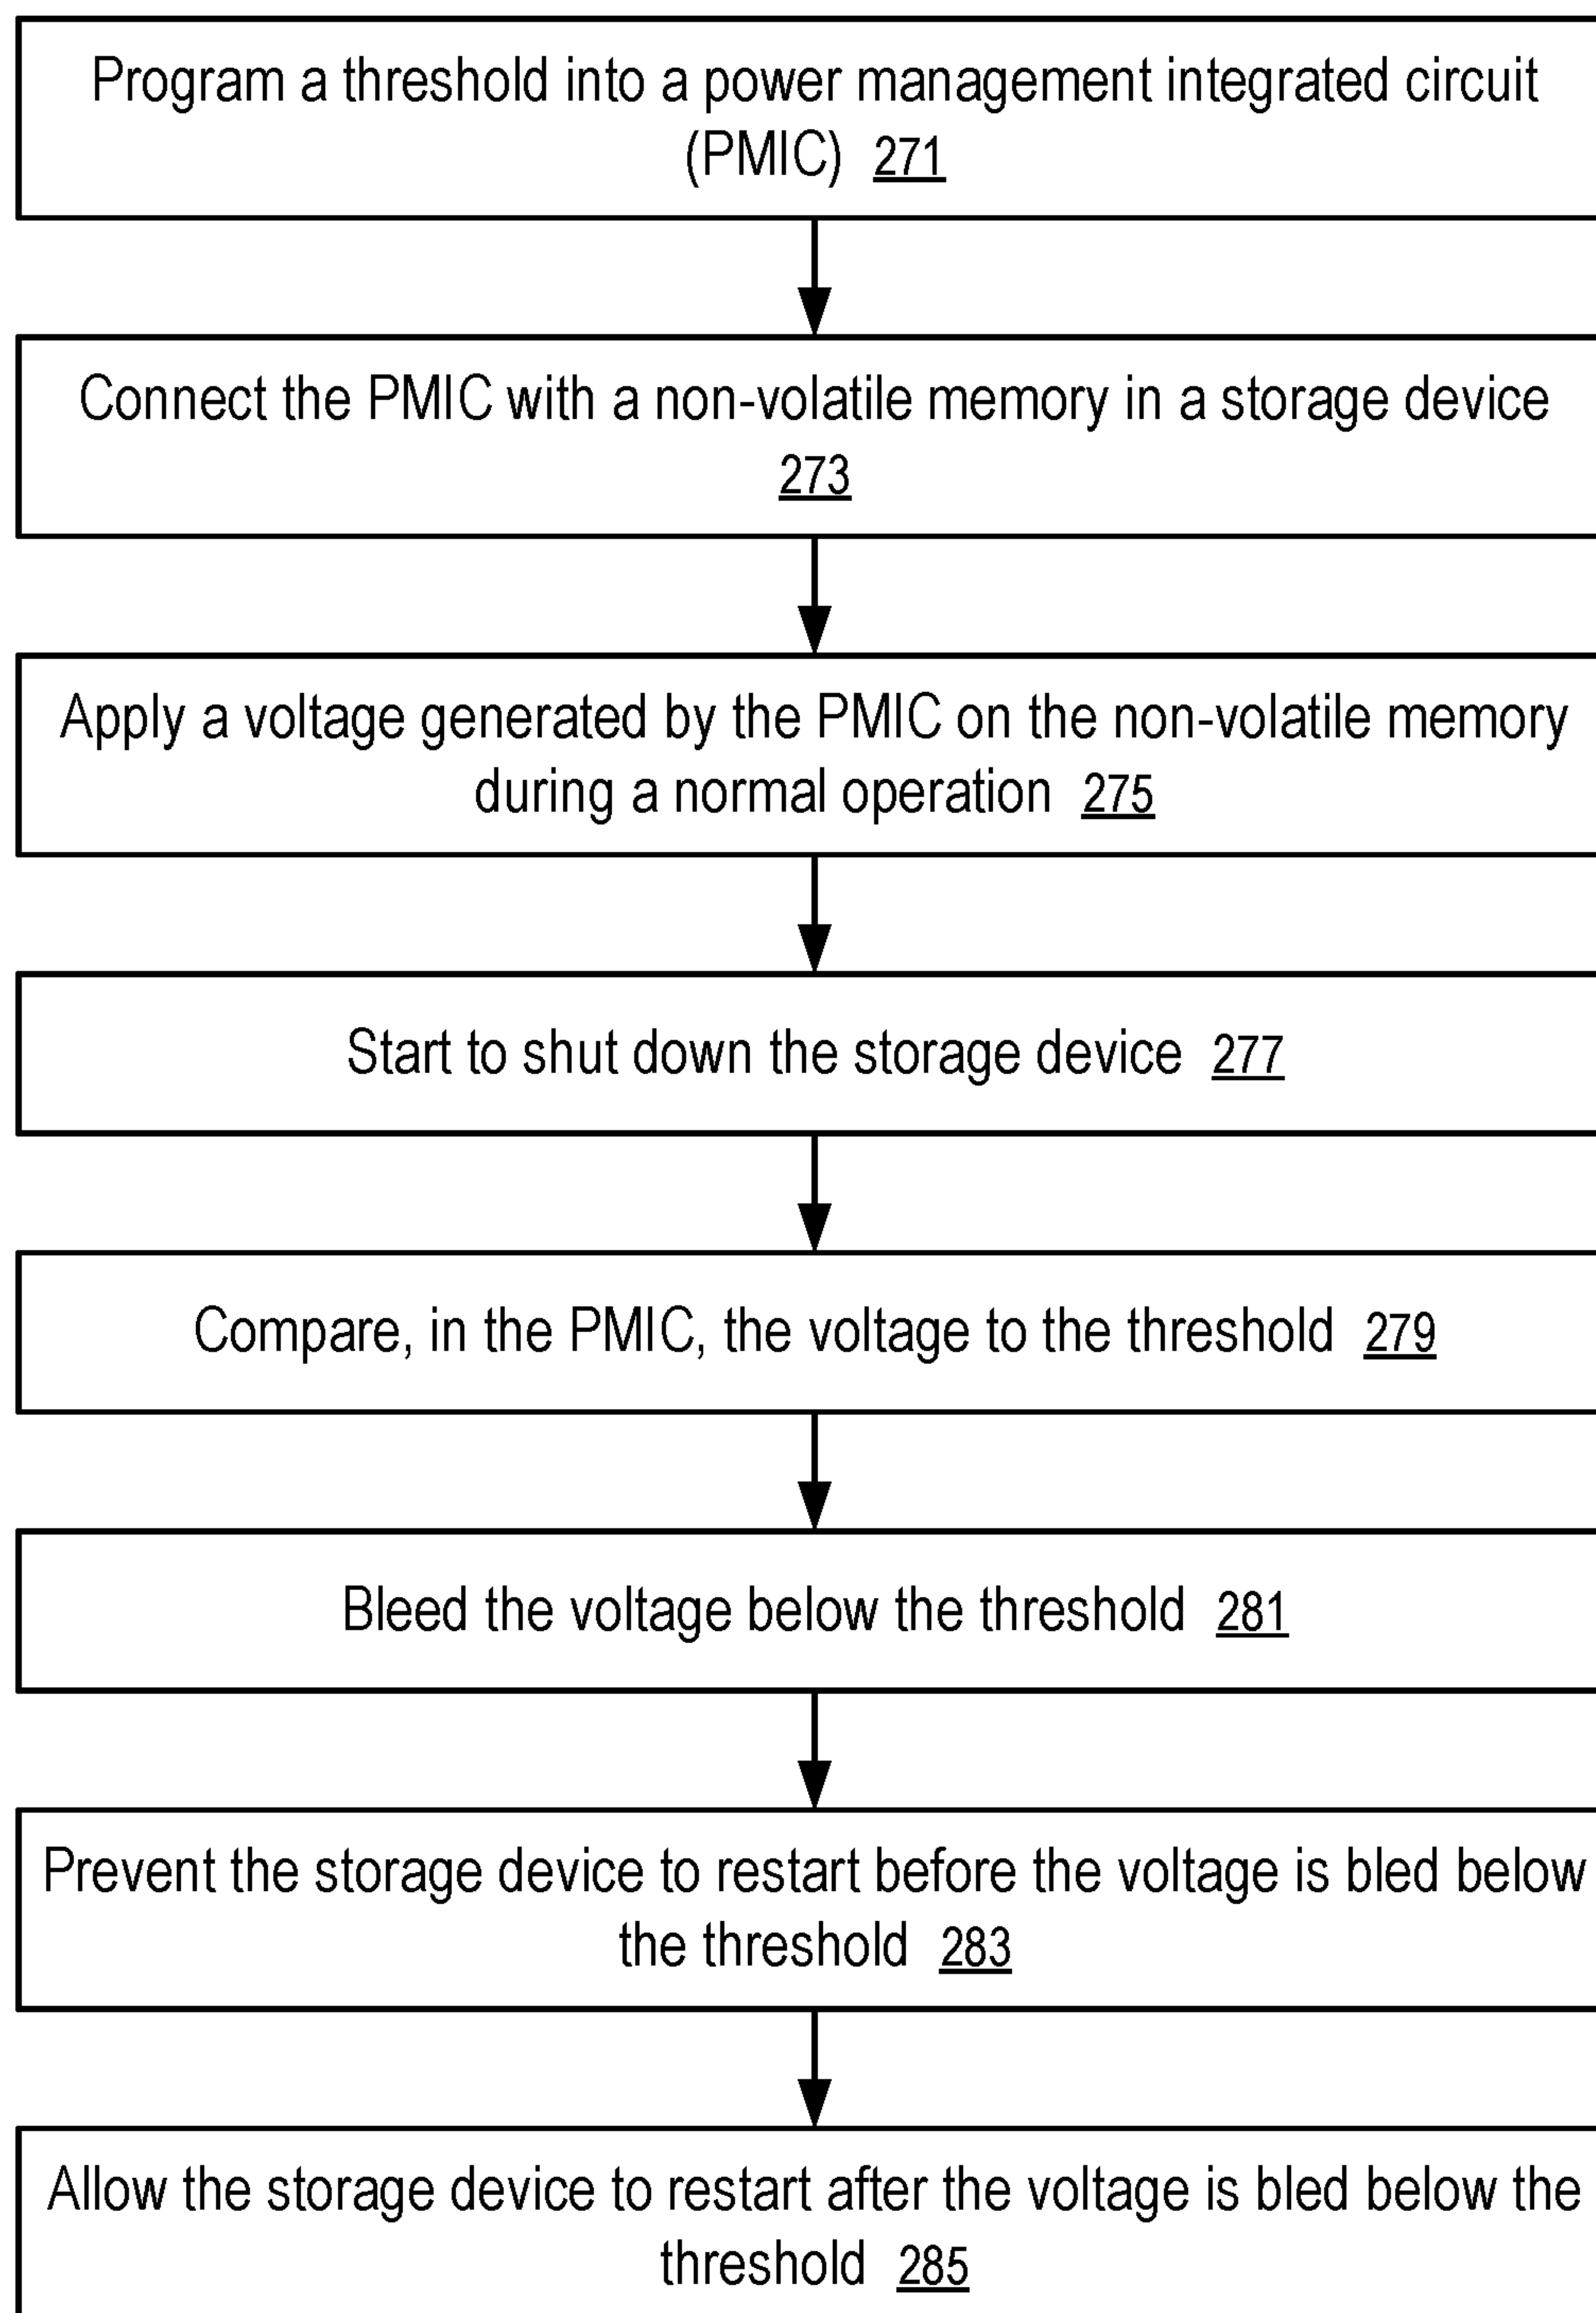 Program a threshold into a power management integrated circuit
(PMIC) 271
Connect the PMIC with a non-volatile memory in a storage device
273
Apply a voltage generated by the PMIC on the non-volatile memory
during a normal operation 275
Start to shut down the storage device 277
Compare, in the PMIC, the voltage to the threshold 279
Bleed the voltage below the threshold 281
Prevent the storage device to restart before the voltage is bled below
the threshold 283
Allow the storage device to restart after the voltage is bled below the
threshold 285